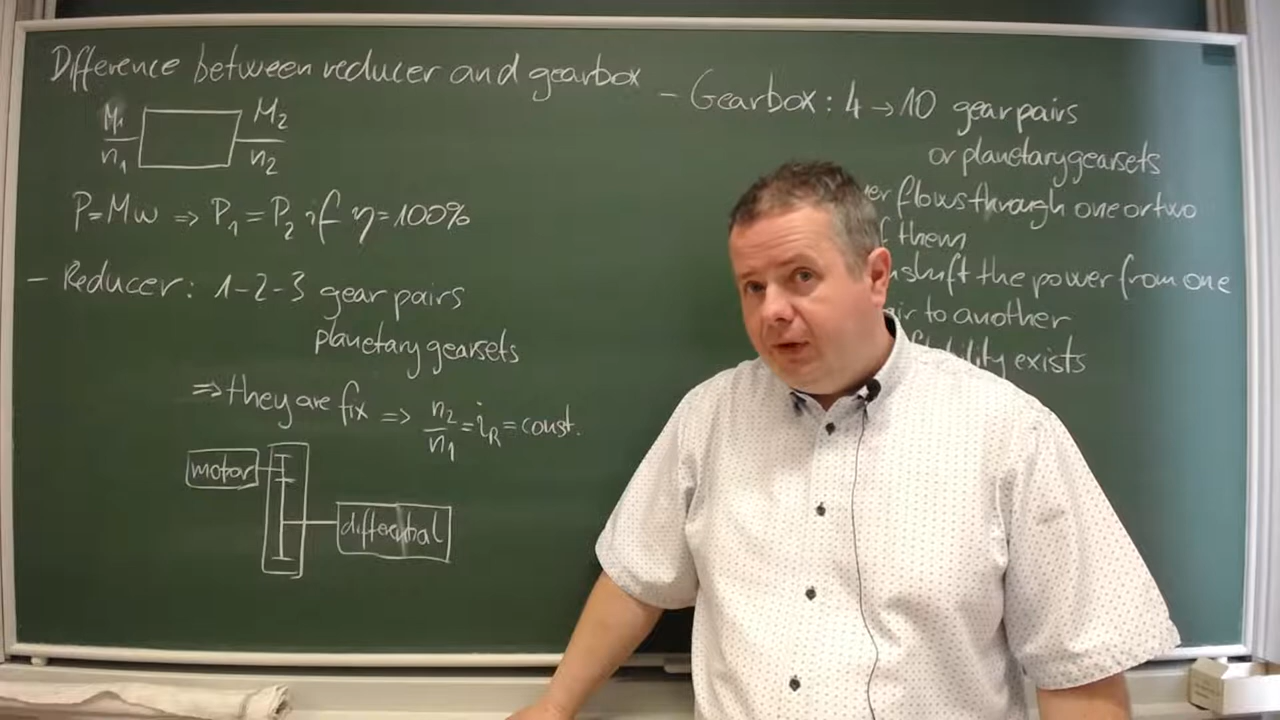 Difference between reducer and gearbox
M1 M2
n1 n2
P=Mω ⇒ P1=P2 if η=100%
- Reducer: 1-2-3 gear pairs
planetary gearsets
⇒ they are fix ⇒ n2/n1=iR=const.
motor
differential
- Gearbox: 4→10 gear pairs
or planetary gearsets
flows through one or two
them
shift the power from one
to another
exists